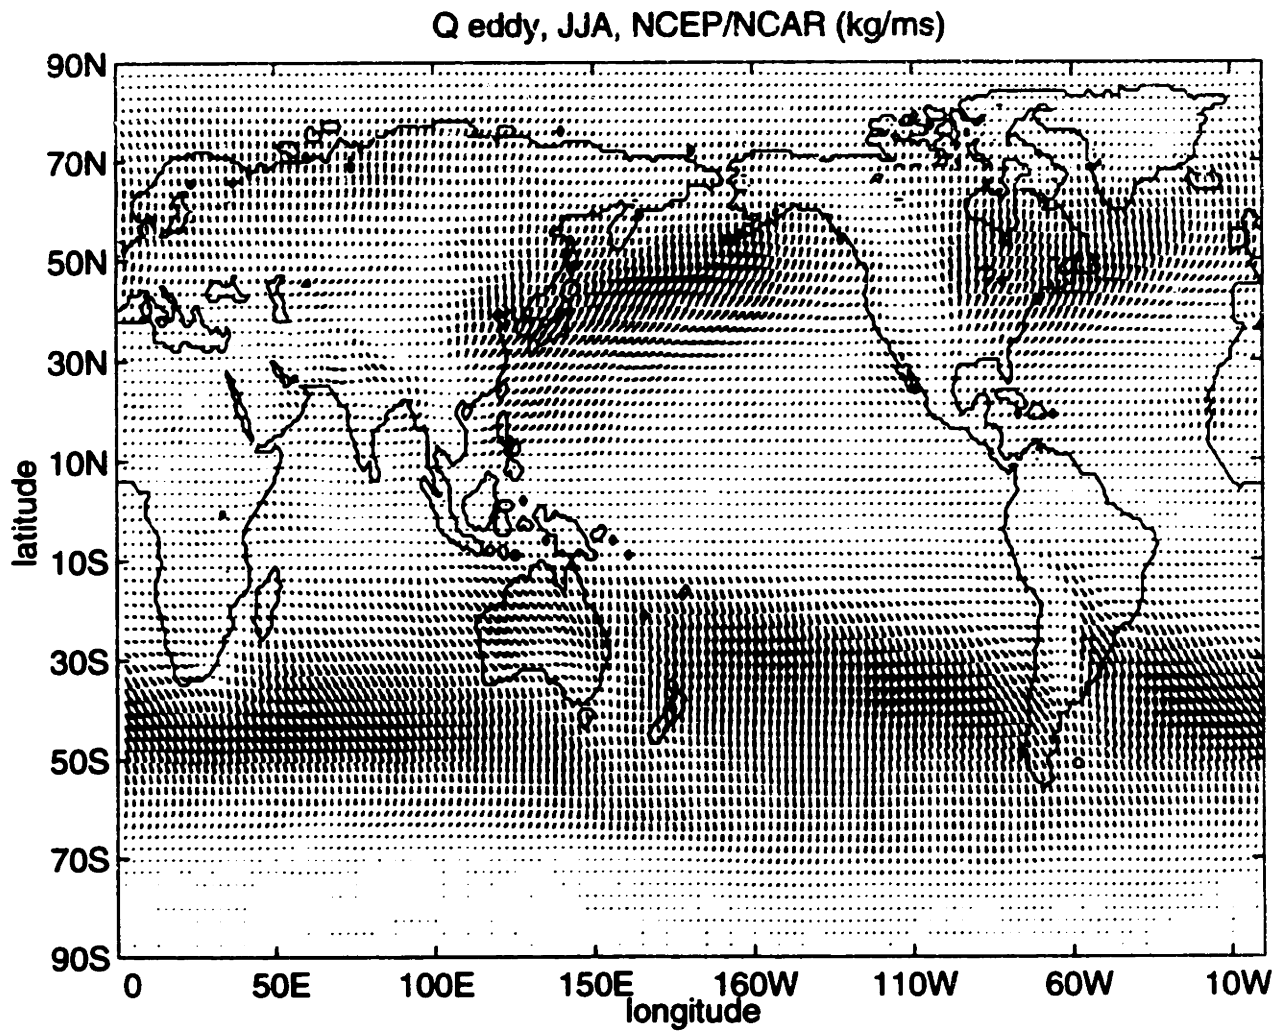 Q eddy, JJA, NCEP/NCAR (kg/ms)
90N
70N
50N
30N
10N
10S
30S
50S
70S
90S
latitude
0 50E 100E 150E 160W 110W 60W 10W
longitude